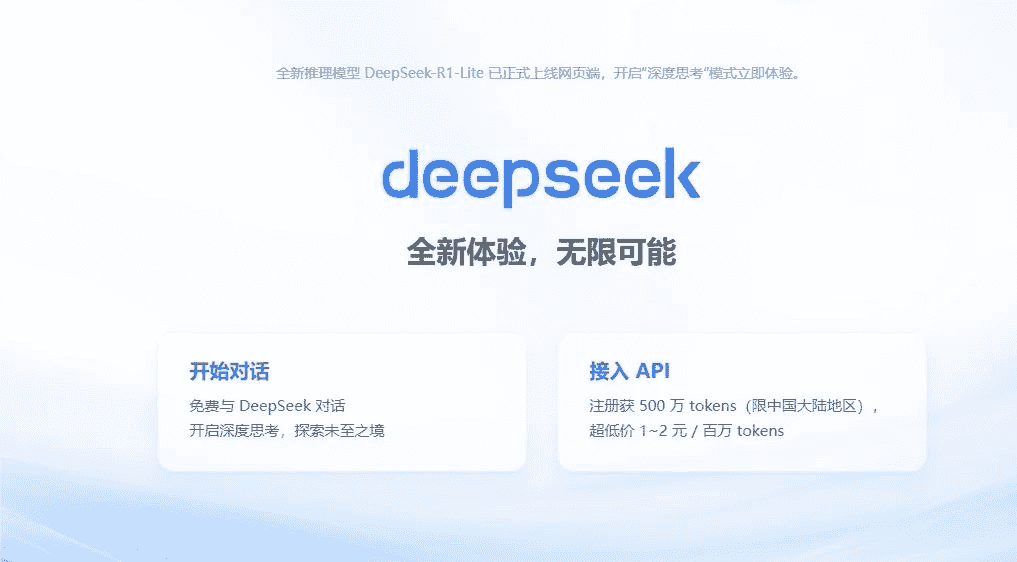 全新推理模型 DeepSeek-R1-Lite 已正式上线网页端，开启“深度思考”模式立即体验。
deepseek
全新体验，无限可能
开始对话
免费与 DeepSeek 对话
开启深度思考，探索未至之境
接入 API
注册获 500 万 tokens（限中国大陆地区），
超低价 1~2 元 / 百万 tokens